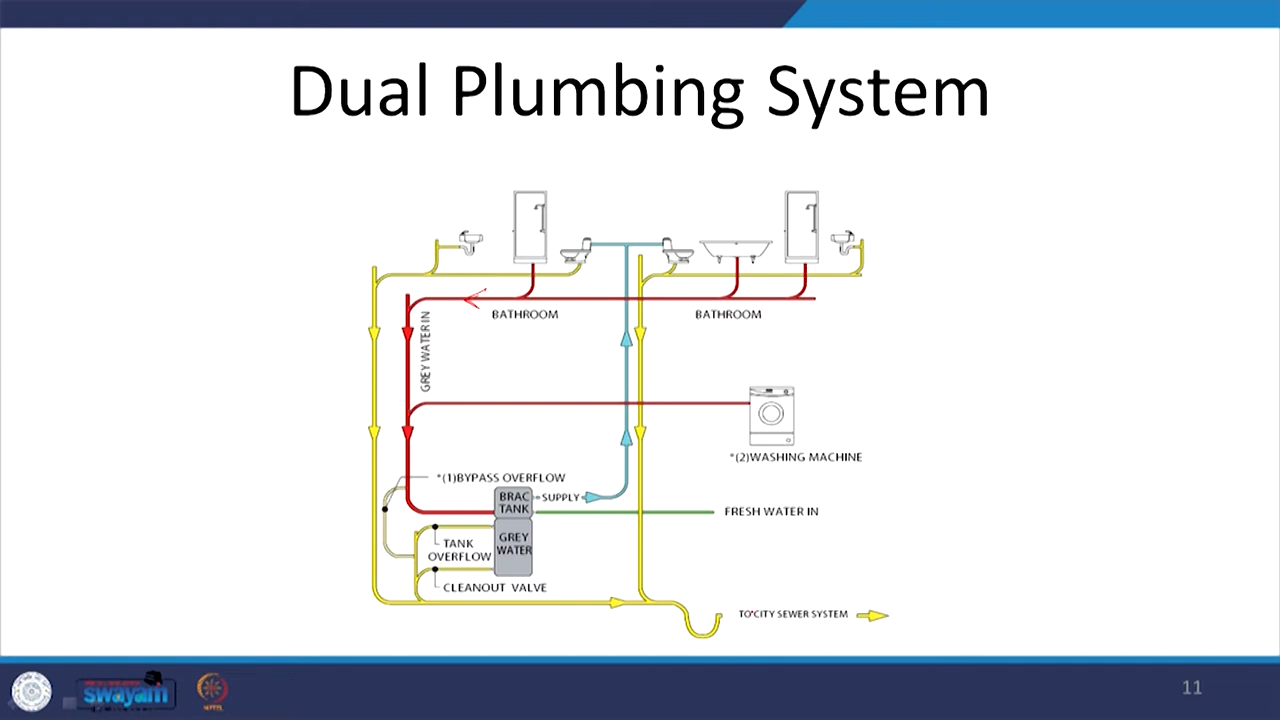 Dual Plumbing System
BATHROOM
BATHROOM
GREY WATER IN
*(2)WASHING MACHINE
*(1)BYPASS OVERFLOW
BRAC
TANK
SUPPLY
FRESH WATER IN
GREY
WATER
TANK
OVERFLOW
CLEANOUT VALVE
TO CITY SEWER SYSTEM
swayam
11